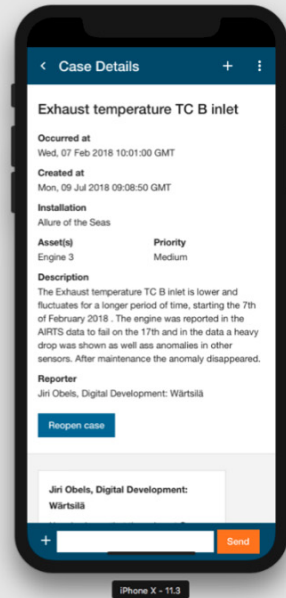 Case Details
Exhaust temperature TC B inlet
Occurred at
Wed, 07 Feb 2018 10:01:00 GMT
Created at
Mon, 09 Jul 2018 09:08:50 GMT
Installation
Allure of the Seas
Asset(s) Priority
Engine 3 Medium
Description
The Exhaust temperature TC B inlet is lower and
fluctuates for a longer period of time, starting the 7th
of February 2018 . The engine was reported in the
AIRTS data to fail on the 17th and in the data a heavy
drop was shown as well ass anomalies in other
sensors. After maintenance the anomaly disappeared.
Reporter
Jiri Obels, Digital Development: Wärtsilä
Reopen case
Jiri Obels, Digital Development:
Wärtsilä
Send
iPhone X - 11.3